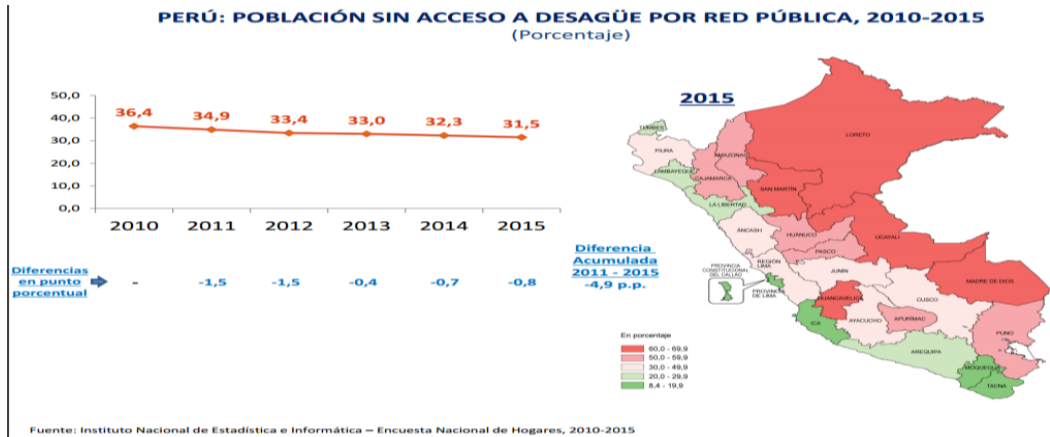 PERÚ: POBLACIÓN SIN ACCESO A DESAGÜE POR RED PÚBLICA, 2010-2015
(Porcentaje)
50,0
40,0
30,0
20,0
10,0
0,0
36,4 34,9 33,4 33,0 32,3 31,5
2010 2011 2012 2013 2014 2015
Diferencias
en punto
porcentual
- -1,5 -1,5 -0,4 -0,7 -0,8
Diferencia
Acumulada
2011 - 2015
-4,9 p.p.
2015
TUMBES
PIURA
LORETO
AMAZONAS
LAMBAYEQUE
CAJAMARCA
SAN MARTÍN
LA LIBERTAD
ÁNCASH
HUÁNUCO
UCAYALI
PASCO
REGIÓN
LIMA
JUNÍN
PROVINCIA
CONSTITUCIONAL
DEL CALLAO
PROVINCIA
DE LIMA
MADRE DE DIOS
HUANCAVELICA
CUSCO
ICA
AYACUCHO
APURÍMAC
PUNO
AREQUIPA
MOQUEGUA
TACNA
En porcentaje
60,0 - 69,9
50,0 - 59,9
30,0 - 49,9
20,0 - 29,9
8,4 - 19,9
Fuente: Instituto Nacional de Estadística e Informática – Encuesta Nacional de Hogares, 2010-2015